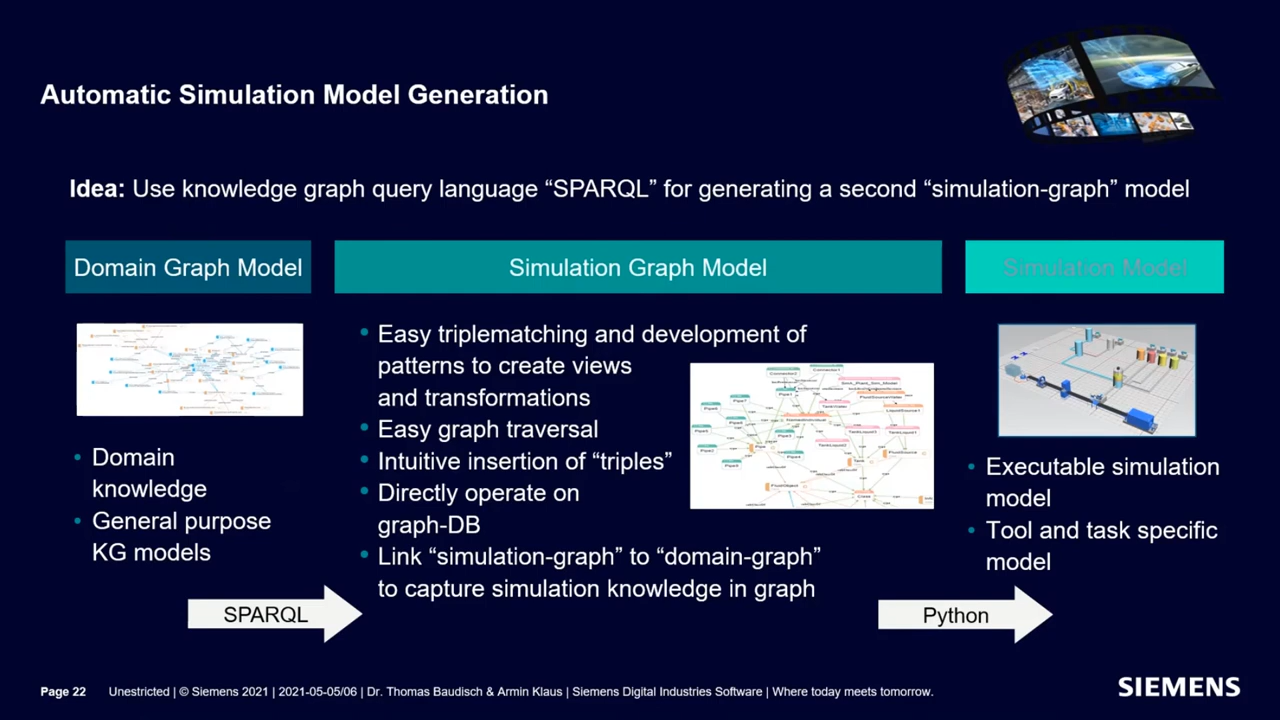 Automatic Simulation Model Generation
Idea: Use knowledge graph query language “SPARQL” for generating a second “simulation-graph” model
Domain Graph Model
Simulation Graph Model
Simulation Model
• Domain
knowledge
• General purpose
KG models
• Easy triplematching and development of
patterns to create views
and transformations
• Easy graph traversal
• Intuitive insertion of “triples”
• Directly operate on
graph-DB
• Link “simulation-graph” to “domain-graph”
to capture simulation knowledge in graph
• Executable simulation
model
• Tool and task specific
model
SPARQL
Python
Page 22 Unestricted | © Siemens 2021 | 2021-05-05/06 | Dr. Thomas Baudisch & Armin Klaus | Siemens Digital Industries Software | Where today meets tomorrow.
SIEMENS